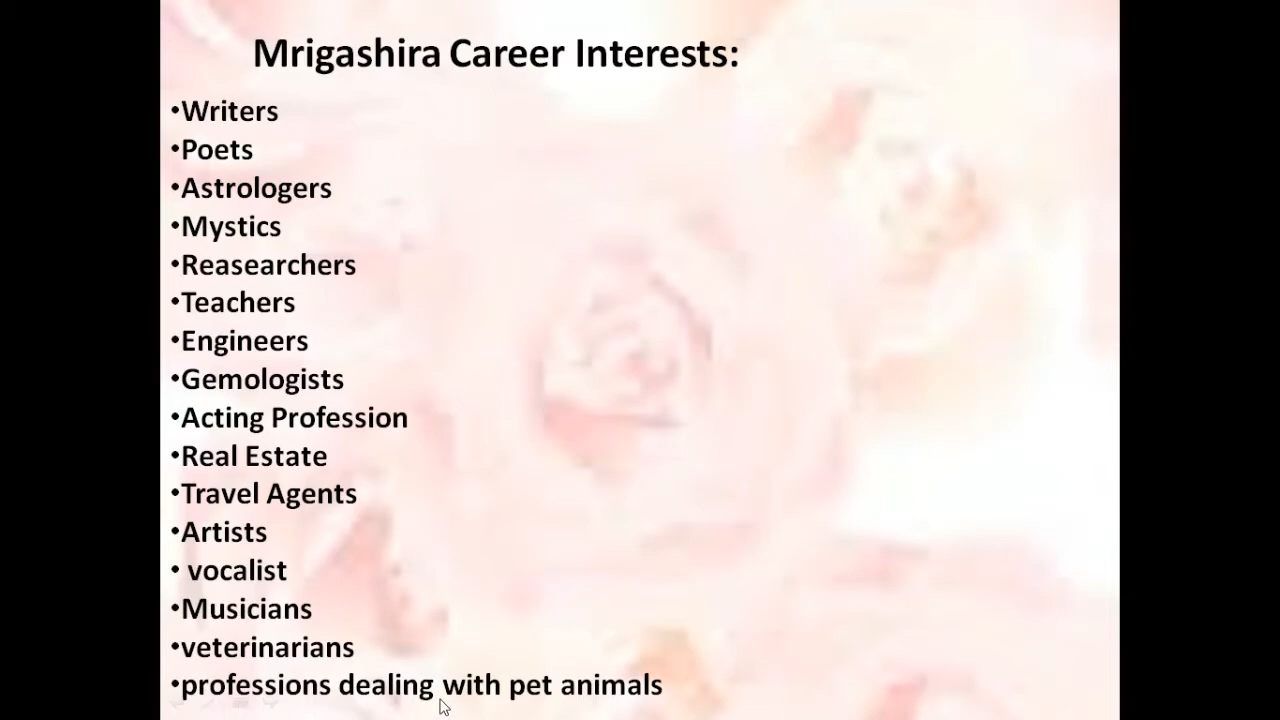 Mrigashira Career Interests:
•Writers
•Poets
•Astrologers
•Mystics
•Reasearchers
•Teachers
•Engineers
•Gemologists
•Acting Profession
•Real Estate
•Travel Agents
•Artists
• vocalist
•Musicians
•veterinarians
•professions dealing with pet animals